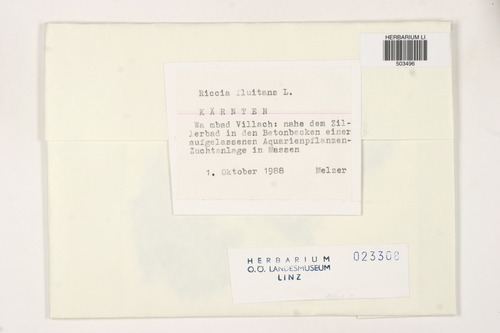 HERBARIUM LI
503496
Riccia fluitans L.
KÄRNTEN
Wa mbad Villach: nahe dem Zil-
lerbad in den Betonbecken einer
aufgelassenen Aquarienpflanzen-
Zuchtanlage in Massen
1. Oktober 1988 Melzer
HERBARIUM 023308
O.Ö. LANDESMUSEUM
LINZ